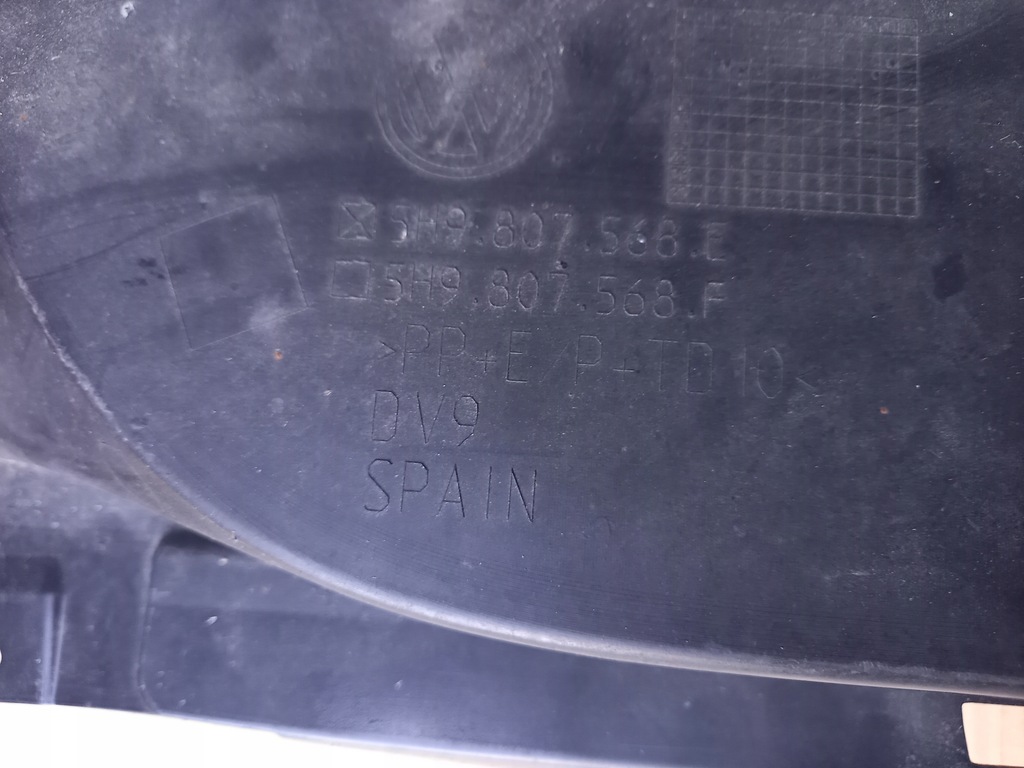 5H9.807.568.E
5H9.807.568.F
>PP+E/P-TD10<
DV9
SPAIN